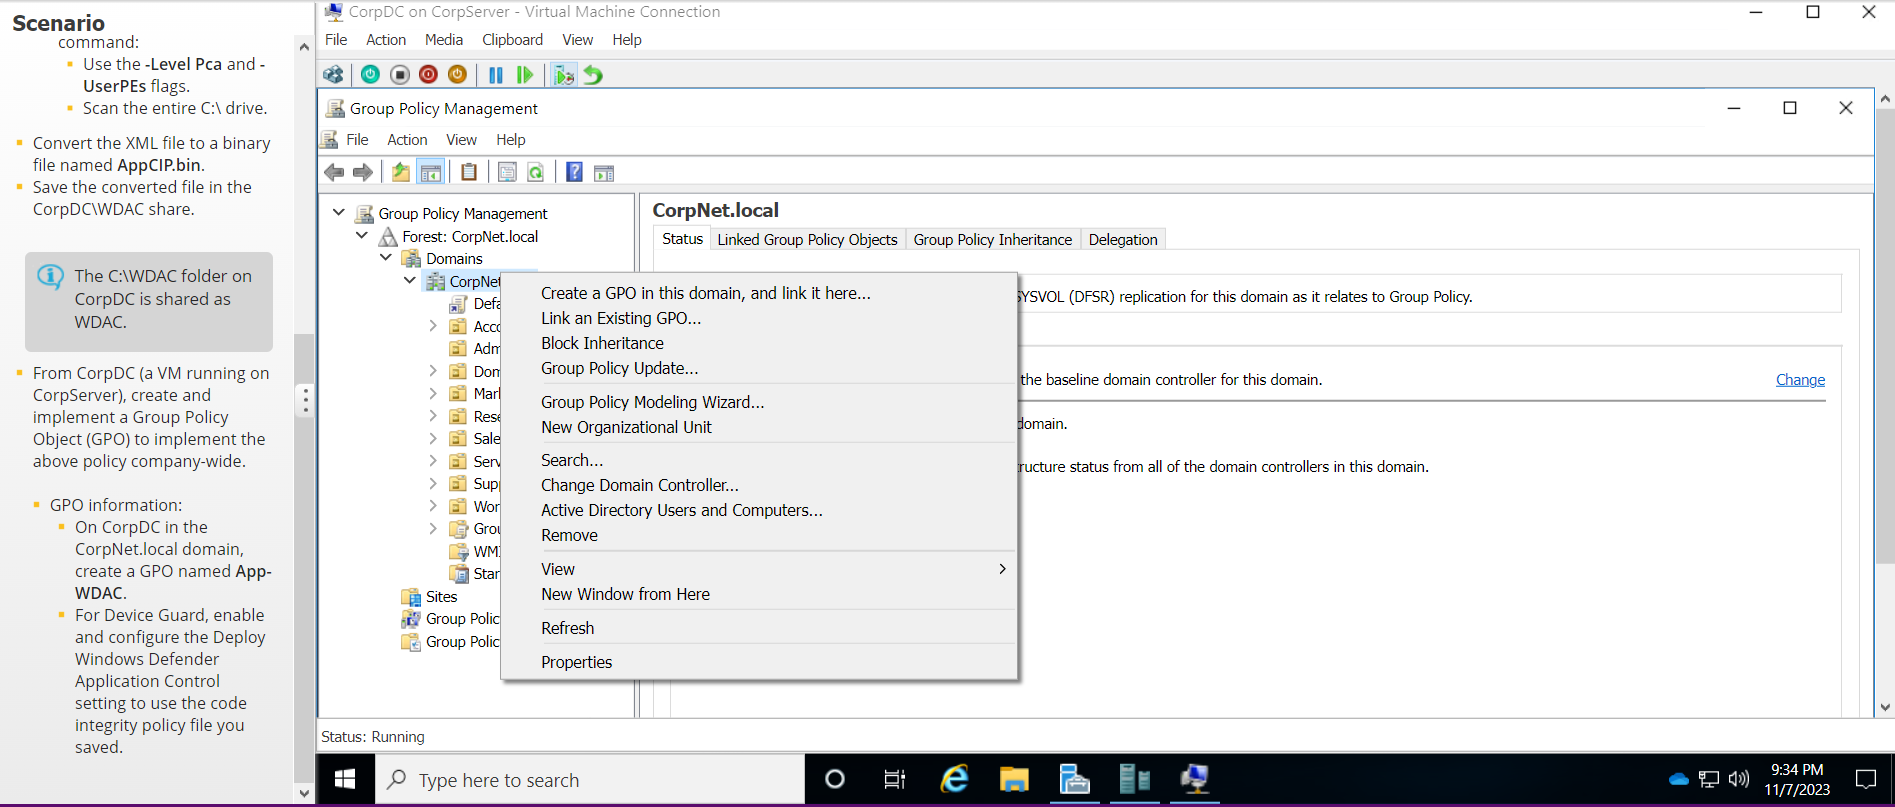 Scenario
command:
Use the -Level Pca and -
UserPEs flags.
Scan the entire C:\ drive.
Convert the XML file to a binary
file named AppCIP.bin.
Save the converted file in the
CorpDC\WDAC share.
The C:\WDAC folder on
CorpDC is shared as
WDAC.
From CorpDC (a VM running on
CorpServer), create and
implement a Group Policy
Object (GPO) to implement the
above policy company-wide.
GPO information:
On CorpDC in the
CorpNet.local domain,
create a GPO named App-
WDAC.
For Device Guard, enable
and configure the Deploy
Windows Defender
Application Control
setting to use the code
integrity policy file you
saved.
CorpDC on CorpServer - Virtual Machine Connection
File Action Media Clipboard View Help
Group Policy Management
File Action View Help
Group Policy Management
Forest: CorpNet.local
Domains
CorpNet
Defa
Acco
Adm
Dom
Mark
Rese
Sale
Serv
Supp
Wor
Grou
WMI
Star
Sites
Group Polic
Group Polic
CorpNet.local
Status Linked Group Policy Objects Group Policy Inheritance Delegation
SYSVOL (DFSR) replication for this domain as it relates to Group Policy.
the baseline domain controller for this domain. Change
domain.
ructure status from all of the domain controllers in this domain.
Create a GPO in this domain, and link it here...
Link an Existing GPO...
Block Inheritance
Group Policy Update...
Group Policy Modeling Wizard...
New Organizational Unit
Search...
Change Domain Controller...
Active Directory Users and Computers...
Remove
View
New Window from Here
Refresh
Properties
Status: Running
Type here to search
9:34 PM
11/7/2023